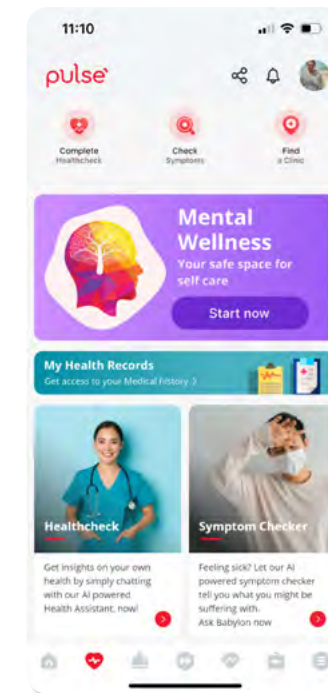 11:10
pulse
Complete
Healthcheck
Check
Symptoms
Find
a Clinic
Mental
Wellness
Your safe space for
self care
Start now
My Health Records
Get access to your Medical history :)
Healthcheck
Get insights on your own
health by simply chatting
with our AI powered
Health Assistant, now!
Symptom Checker
Feeling sick? Let our AI
powered symptom checker
tell you what you might be
suffering with.
Ask Babylon now